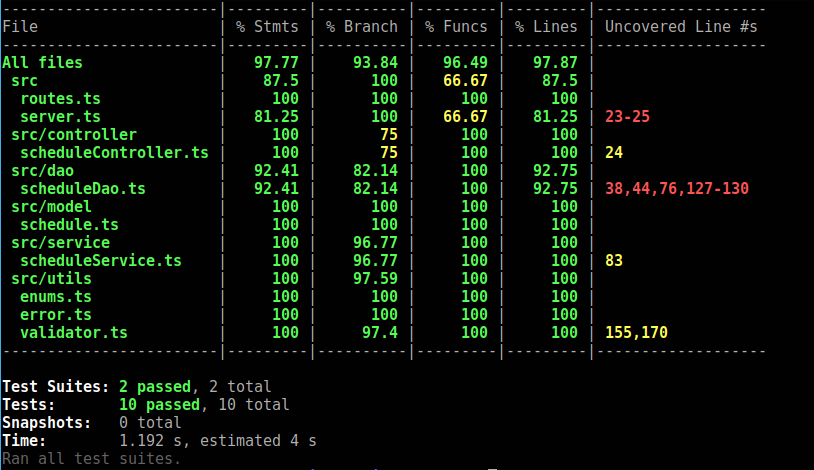 ------------------------|---------|----------|---------|---------|-------------------
File                    | % Stmts | % Branch | % Funcs | % Lines | Uncovered Line #s
------------------------|---------|----------|---------|---------|-------------------
All files               |   97.77 |    93.84 |   96.49 |   97.87 |
 src                    |    87.5 |      100 |   66.67 |    87.5 |
  routes.ts             |     100 |      100 |     100 |     100 |
  server.ts             |   81.25 |      100 |   66.67 |   81.25 | 23-25
 src/controller         |     100 |       75 |     100 |     100 |
  scheduleController.ts |     100 |       75 |     100 |     100 | 24
 src/dao                |   92.41 |    82.14 |     100 |   92.75 |
  scheduleDao.ts        |   92.41 |    82.14 |     100 |   92.75 | 38,44,76,127-130
 src/model              |     100 |      100 |     100 |     100 |
  schedule.ts           |     100 |      100 |     100 |     100 |
 src/service            |     100 |    96.77 |     100 |     100 |
  scheduleService.ts    |     100 |    96.77 |     100 |     100 | 83
 src/utils              |     100 |    97.59 |     100 |     100 |
  enums.ts              |     100 |      100 |     100 |     100 |
  error.ts              |     100 |      100 |     100 |     100 |
  validator.ts          |     100 |     97.4 |     100 |     100 | 155,170
------------------------|---------|----------|---------|---------|-------------------
Test Suites: 2 passed, 2 total
Tests:       10 passed, 10 total
Snapshots:   0 total
Time:        1.192 s, estimated 4 s
Ran all test suites.